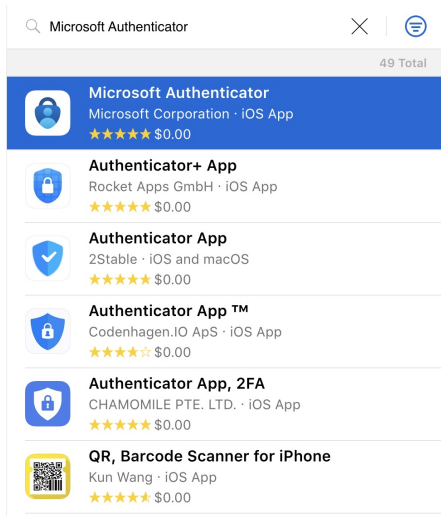 Microsoft Authenticator
49 Total
Microsoft Authenticator
Microsoft Corporation · iOS App
$0.00
Authenticator+ App
Rocket Apps GmbH · iOS App
$0.00
Authenticator App
2Stable · iOS and macOS
$0.00
Authenticator App ™
Codenhagen.IO ApS · iOS App
$0.00
Authenticator App, 2FA
CHAMOMILE PTE. LTD. · iOS App
$0.00
QR, Barcode Scanner for iPhone
Kun Wang · iOS App
$0.00